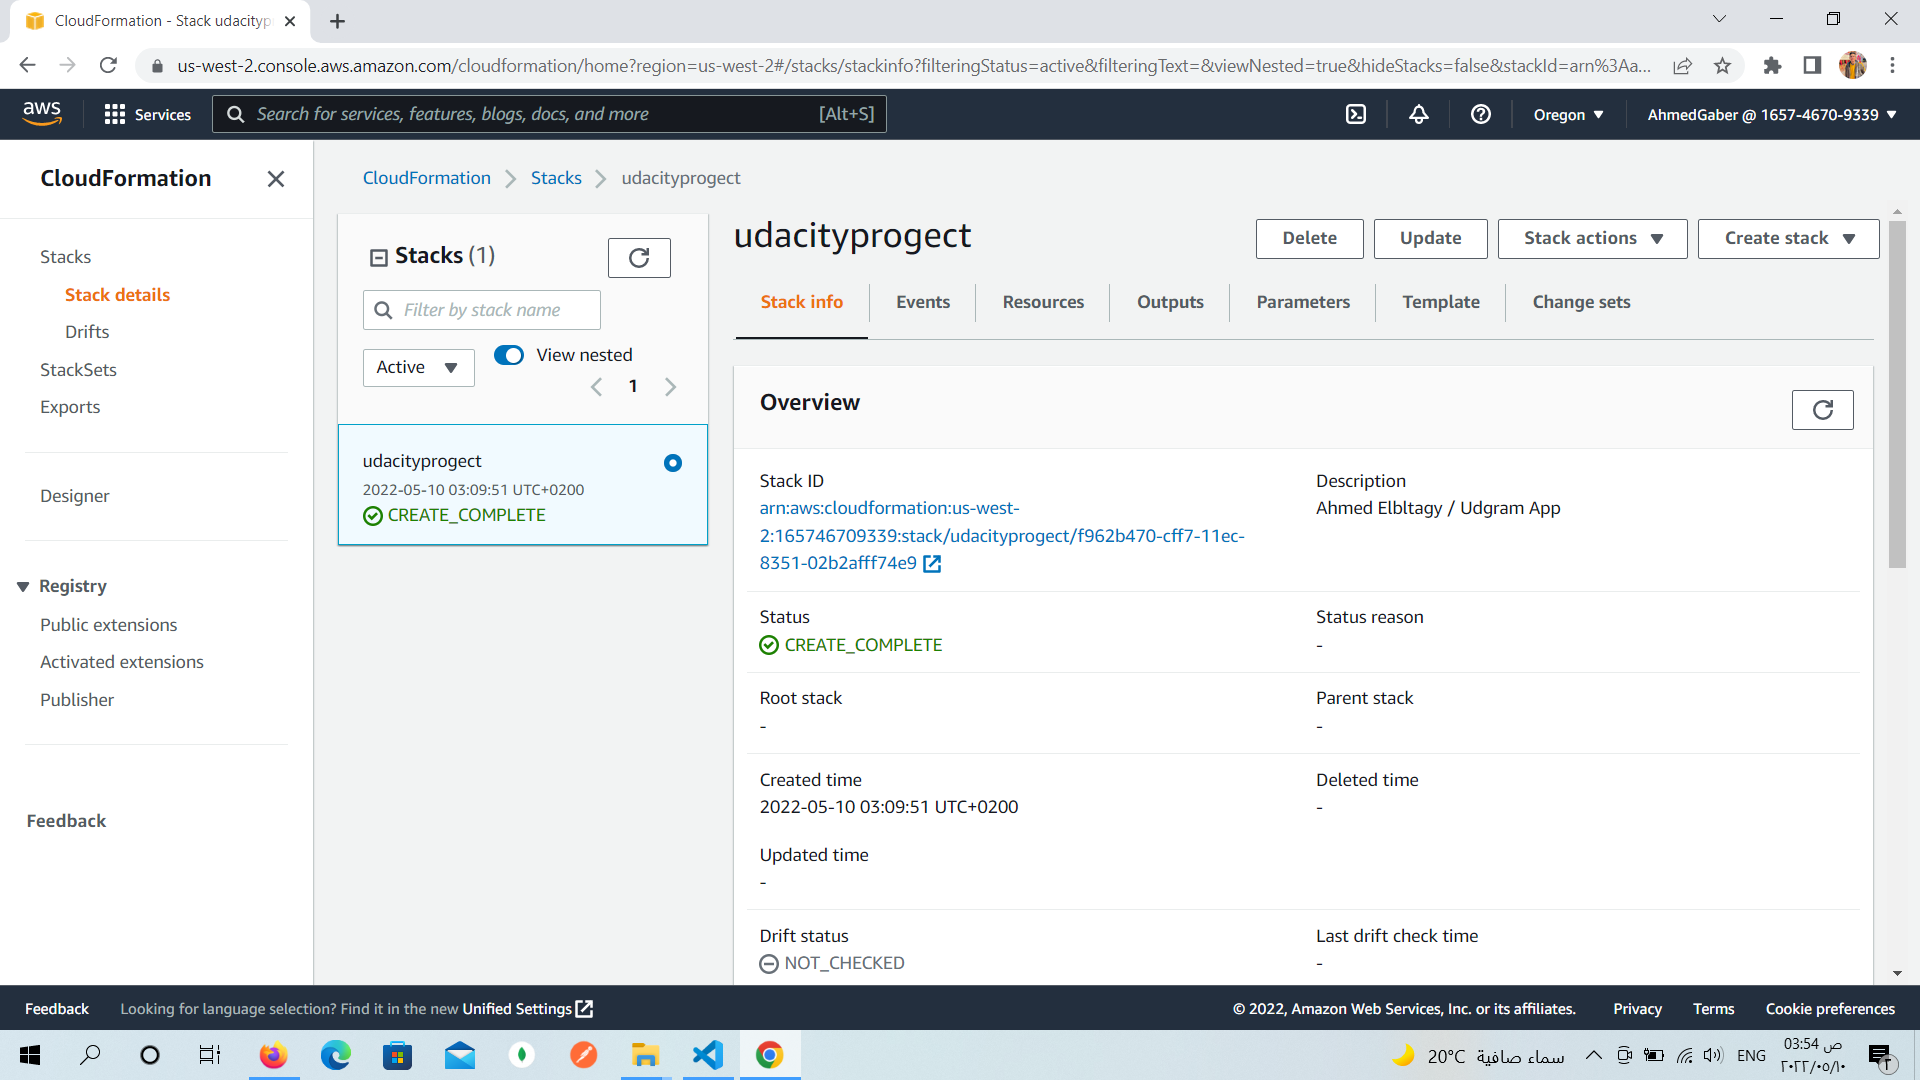 CloudFormation - Stack udacityp
us-west-2.console.aws.amazon.com/cloudformation/home?region=us-west-2#/stacks/stackinfo?filteringStatus=active&filteringText=&viewNested=true&hideStacks=false&stackId=arn%3Aa...
aws
Services
Search for services, features, blogs, docs, and more
[Alt+S]
Oregon
AhmedGaber @ 1657-4670-9339
CloudFormation
Stacks
Stack details
Drifts
StackSets
Exports
Designer
Registry
Public extensions
Activated extensions
Publisher
Feedback
CloudFormation
Stacks
udacityprogect
Stacks (1)
Filter by stack name
Active
View nested
1
udacityprogect
2022-05-10 03:09:51 UTC+0200
CREATE_COMPLETE
udacityprogect
Delete
Update
Stack actions
Create stack
Stack info
Events
Resources
Outputs
Parameters
Template
Change sets
Overview
Stack ID
arn:aws:cloudformation:us-west-
2:165746709339:stack/udacityprogect/f962b470-cff7-11ec-
8351-02b2afff74e9
Description
Ahmed Elbltagy / Udgram App
Status
CREATE_COMPLETE
Status reason
-
Root stack
-
Parent stack
-
Created time
2022-05-10 03:09:51 UTC+0200
Deleted time
-
Updated time
-
Drift status
NOT_CHECKED
Last drift check time
-
Feedback
Looking for language selection? Find it in the new Unified Settings
© 2022, Amazon Web Services, Inc. or its affiliates.
Privacy
Terms
Cookie preferences
20°C سماء صافية
ENG
03:54 ص
٢٠٢٢/٠٥/١٠
٢